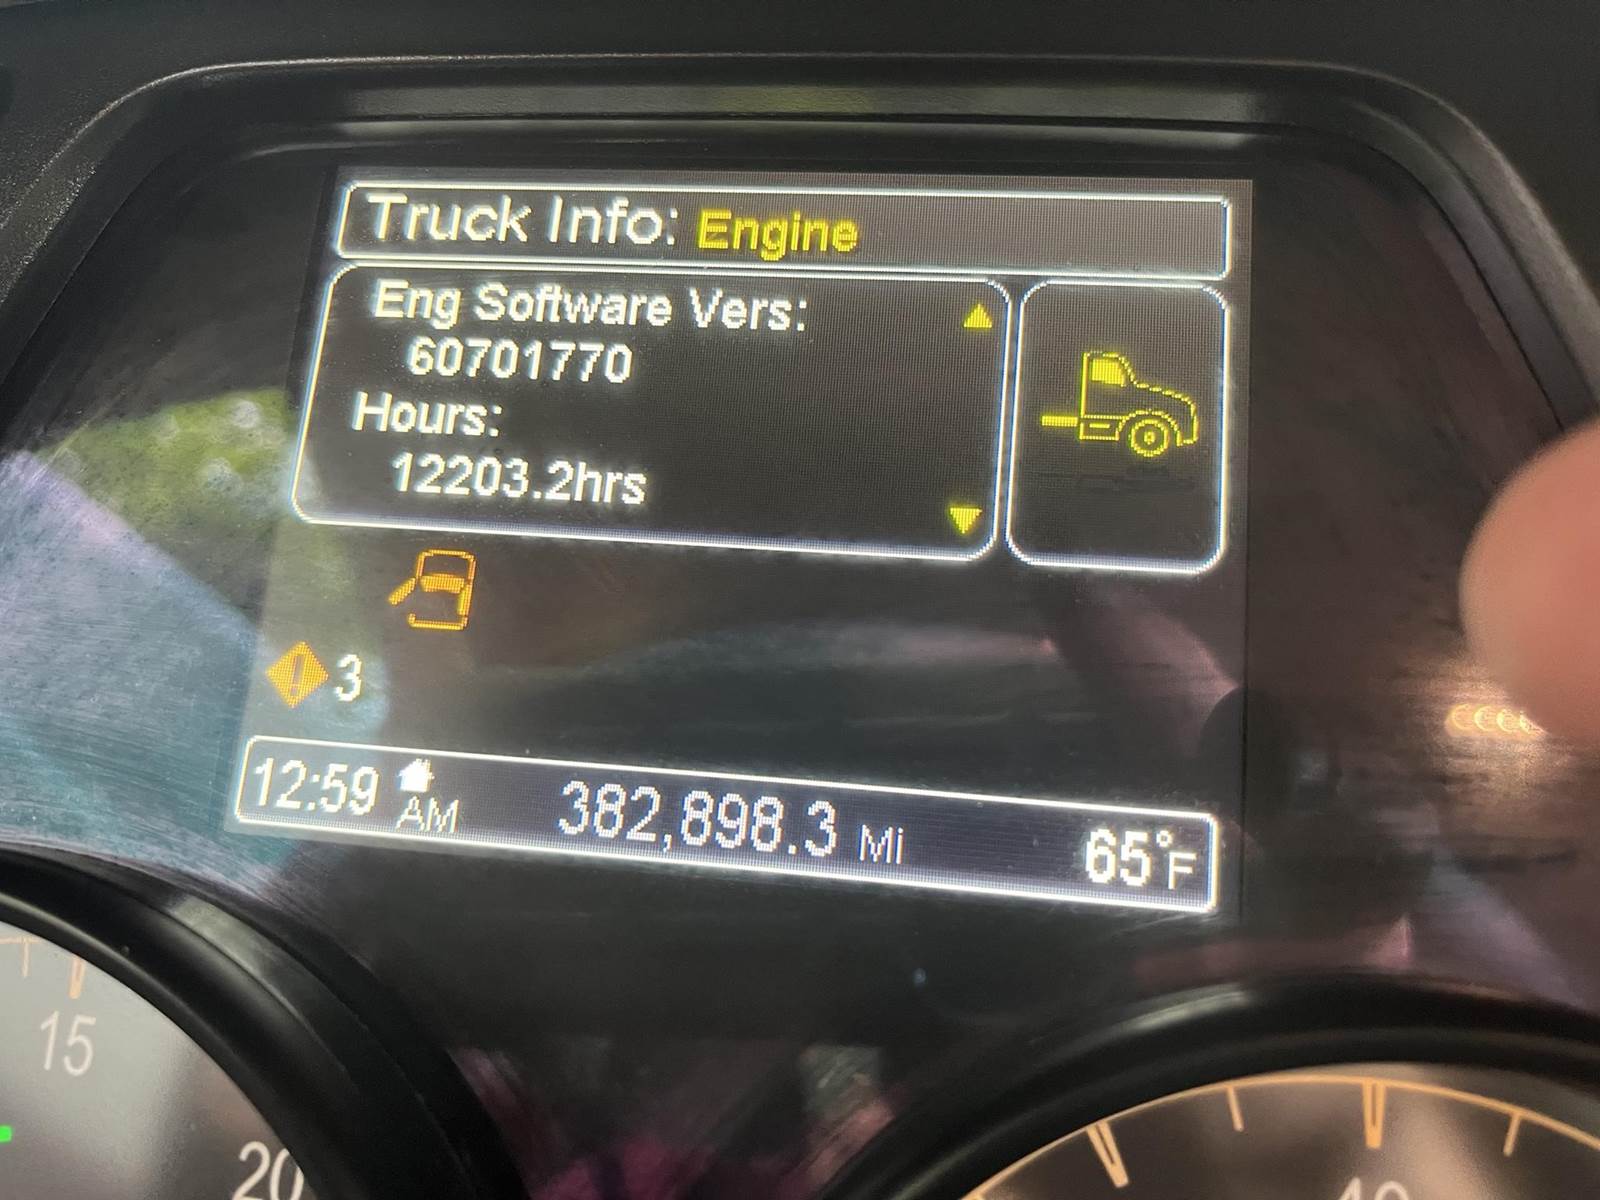 Truck Info: Engine
Eng Software Vers:
60701770
Hours:
12203.2hrs
3
12:59 AM 382,898.3 Mi 65°F
15
20